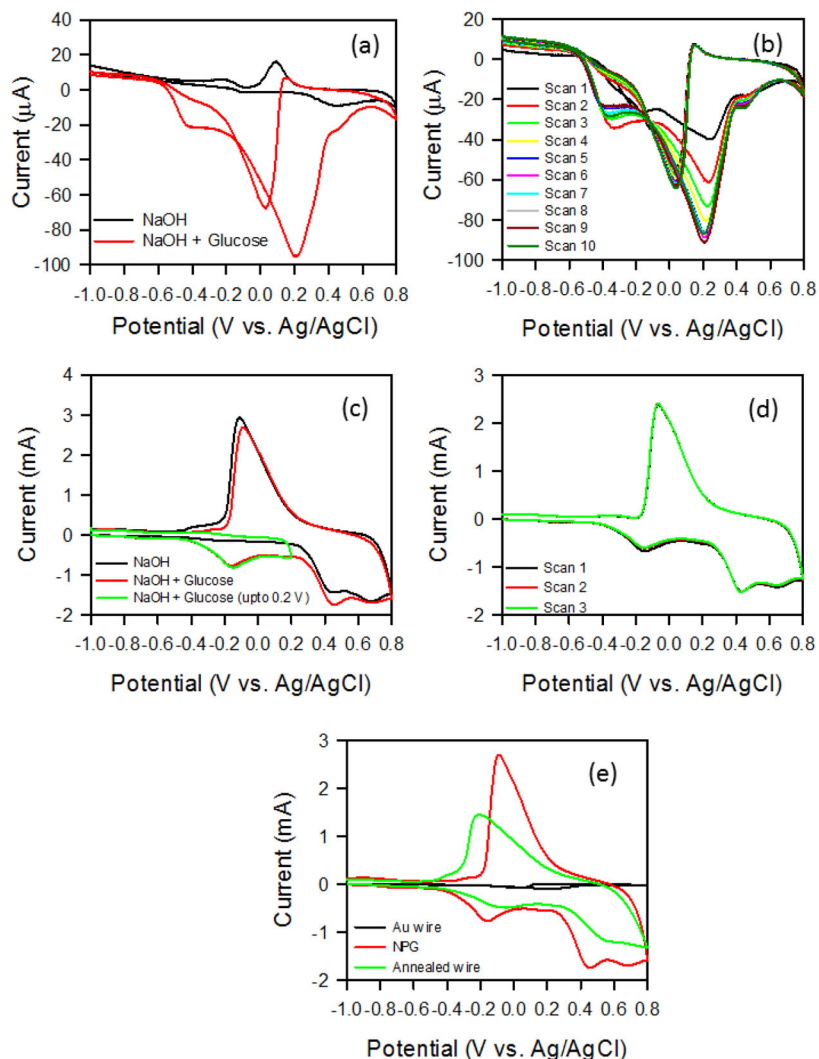 (a)
40
20
0
-20
-40
-60
-80
-100
Current (μA)
NaOH
NaOH + Glucose
-1.0 -0.8 -0.6 -0.4 -0.2 0.0 0.2 0.4 0.6 0.8
Potential (V vs. Ag/AgCl)
(b)
20
0
-20
-40
-60
-80
-100
Current (μA)
Scan 1
Scan 2
Scan 3
Scan 4
Scan 5
Scan 6
Scan 7
Scan 8
Scan 9
Scan 10
-1.0 -0.8 -0.6 -0.4 -0.2 0.0 0.2 0.4 0.6 0.8
Potential (V vs. Ag/AgCl)
(c)
4
3
2
1
0
-1
-2
Current (mA)
NaOH
NaOH + Glucose
NaOH + Glucose (upto 0.2 V )
-1.0 -0.8 -0.6 -0.4 -0.2 0.0 0.2 0.4 0.6 0.8
Potential (V vs. Ag/AgCl)
(d)
3
2
1
0
-1
-2
Current (mA)
Scan 1
Scan 2
Scan 3
-1.0 -0.8 -0.6 -0.4 -0.2 0.0 0.2 0.4 0.6 0.8
Potential (V vs. Ag/AgCl)
(e)
3
2
1
0
-1
-2
Current (mA)
Au wire
NPG
Annealed wire
-1.0 -0.8 -0.6 -0.4 -0.2 0.0 0.2 0.4 0.6 0.8
Potential (V vs. Ag/AgCl)